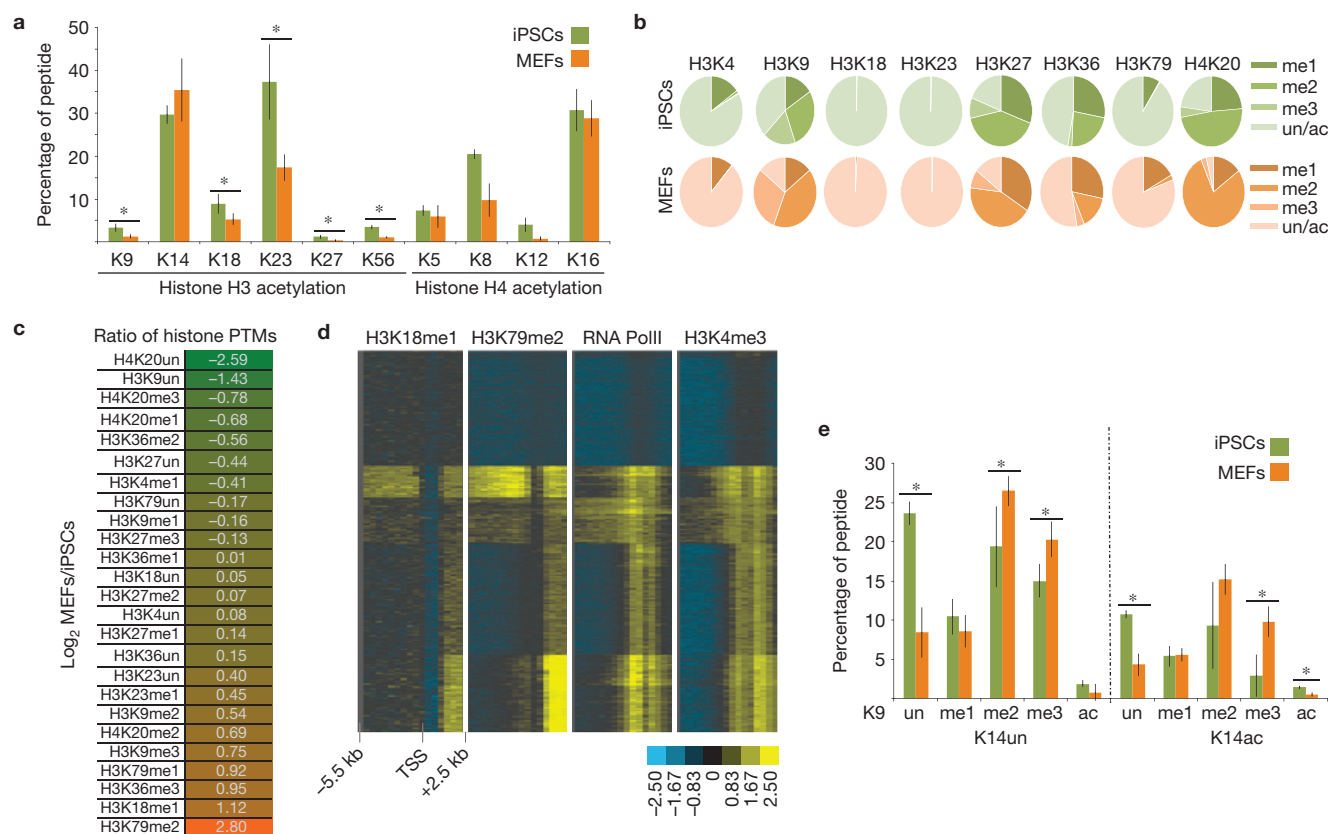 a
50
40
30
20
10
Percentage of peptide
iPSCs
MEFs
*
*
*
*
*
K9 K14 K18 K23 K27 K56 K5 K8 K12 K16
Histone H3 acetylation Histone H4 acetylation
b
H3K4 H3K9 H3K18 H3K23 H3K27 H3K36 H3K79 H4K20
iPSCs
me1
me2
me3
un/ac
MEFs
me1
me2
me3
un/ac
c
Ratio of histone PTMs
Log2 MEFs/iPSCs
H4K20un −2.59
H3K9un −1.43
H4K20me3 −0.78
H4K20me1 −0.68
H3K36me2 −0.56
H3K27un −0.44
H3K4me1 −0.41
H3K79un −0.17
H3K9me1 −0.16
H3K27me3 −0.13
H3K36me1 0.01
H3K18un 0.05
H3K27me2 0.07
H3K4un 0.08
H3K27me1 0.14
H3K36un 0.15
H3K23un 0.40
H3K23me1 0.45
H3K9me2 0.54
H4K20me2 0.69
H3K9me3 0.75
H3K79me1 0.92
H3K36me3 0.95
H3K18me1 1.12
H3K79me2 2.80
d
H3K18me1 H3K79me2 RNA PolII H3K4me3
−5.5 kb
TSS
+2.5 kb
−2.50
−1.67
−0.83
0
0.83
1.67
2.50
e
iPSCs
MEFs
30
25
20
15
10
5
Percentage of peptide
*
*
*
*
*
*
K9 un me1 me2 me3 ac un me1 me2 me3 ac
K14un K14ac